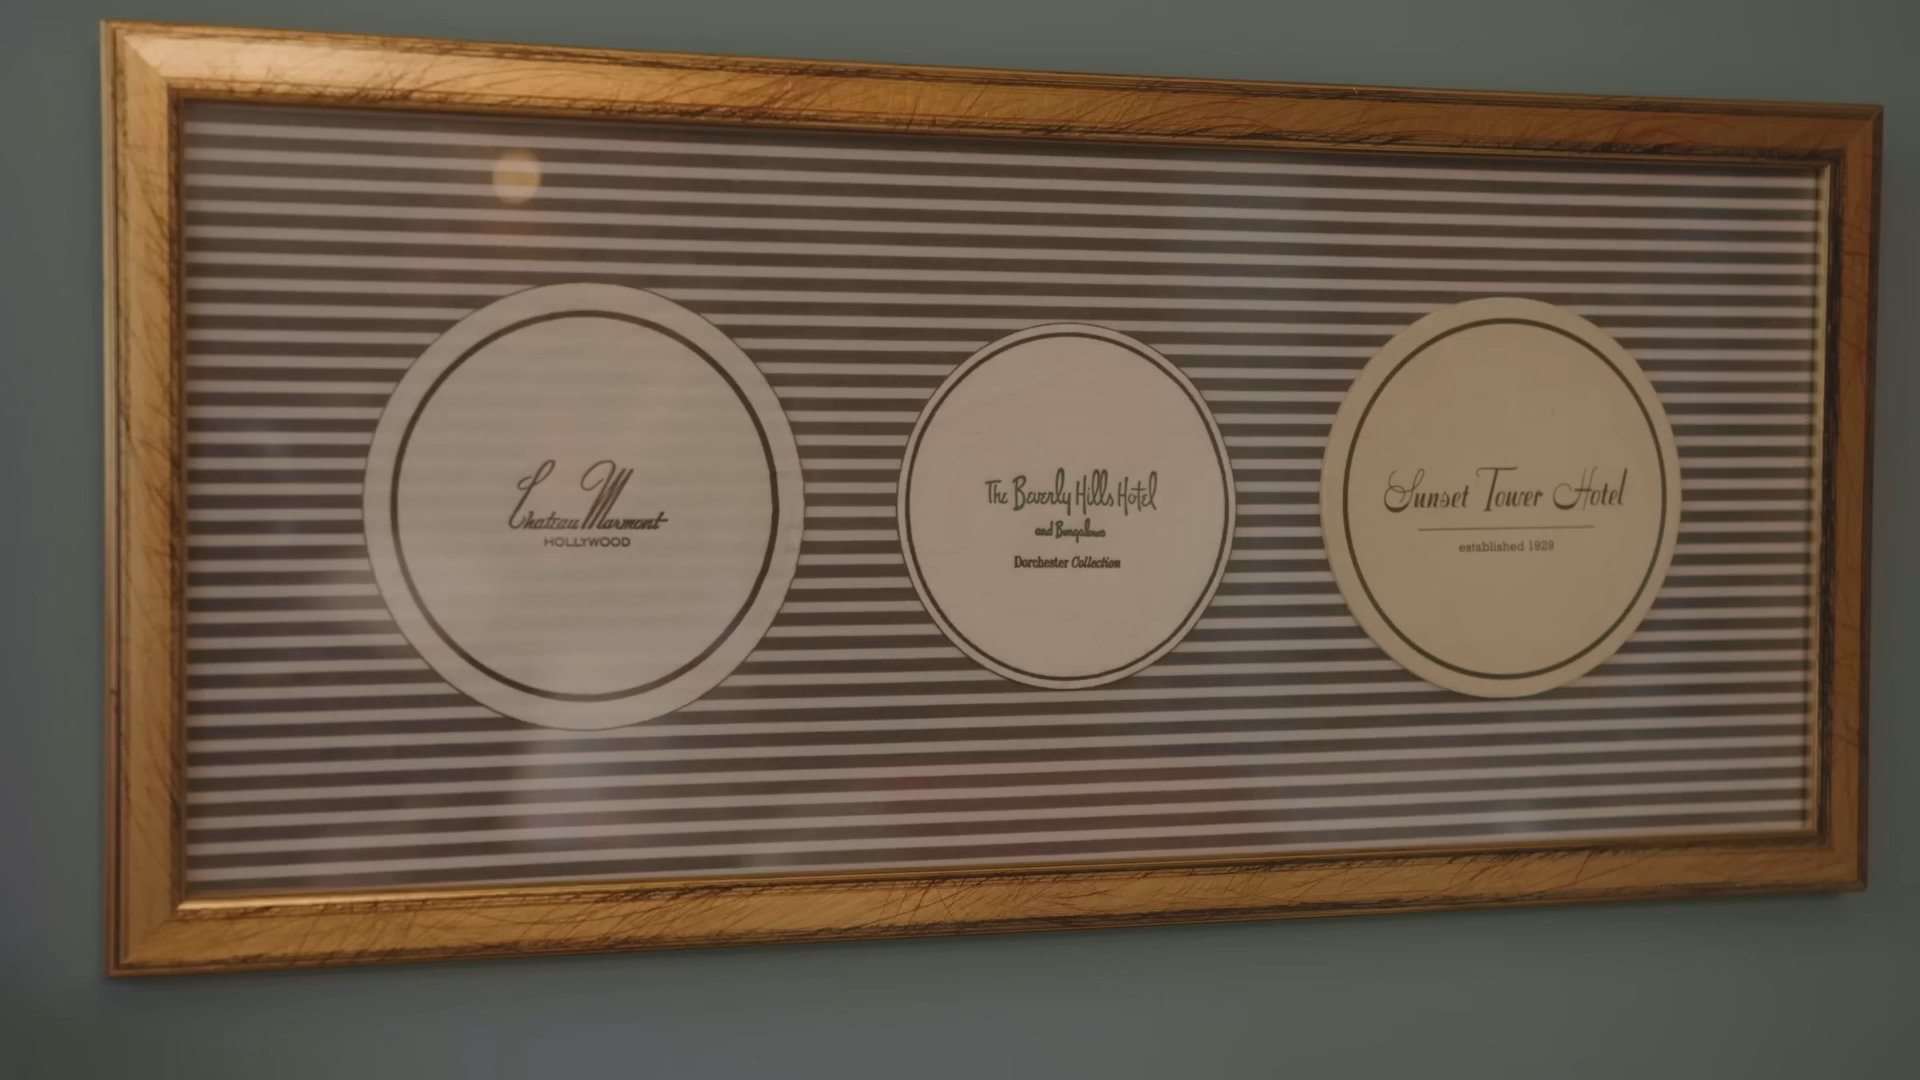 Chateau Marmont
HOLLYWOOD
The Beverly Hills Hotel
and Bungalows
Dorchester Collection
Sunset Tower Hotel
established 1929